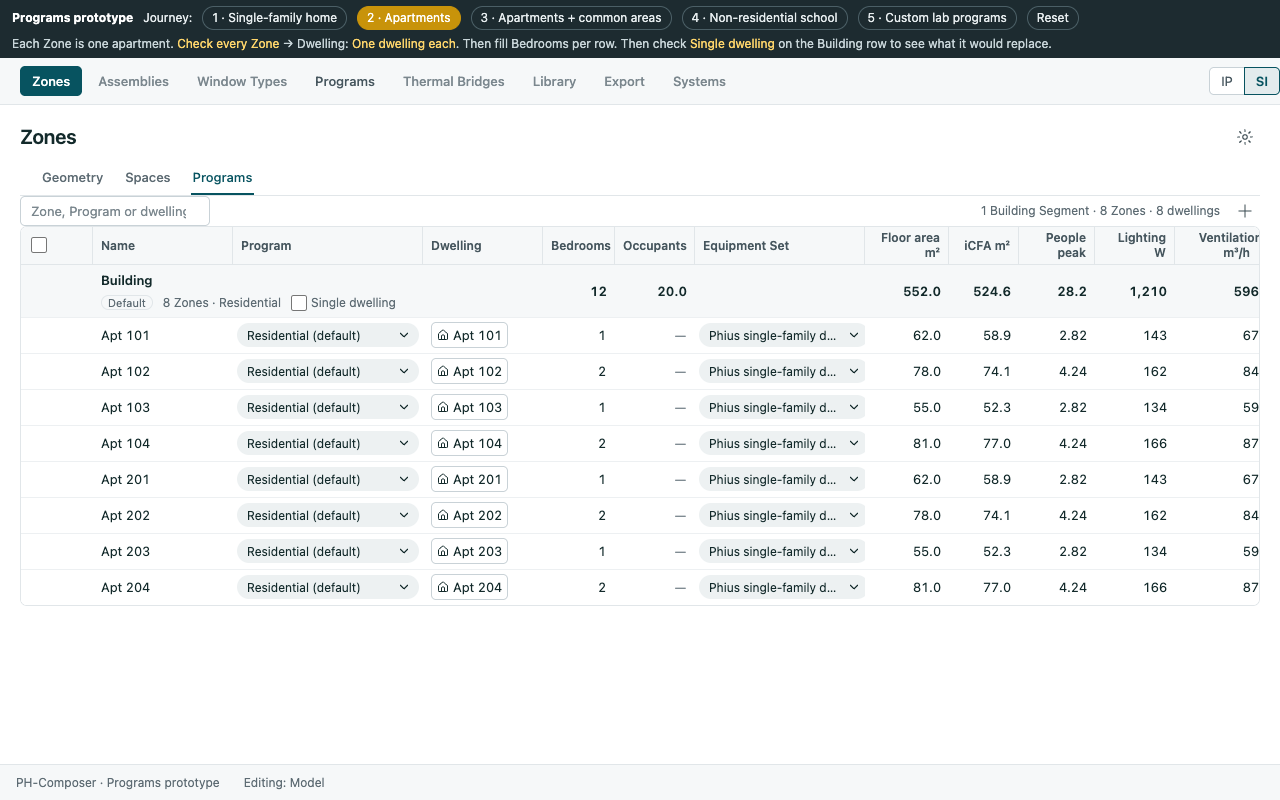 Programs prototype Journey: 1 · Single-family home 2 · Apartments 3 · Apartments + common areas 4 · Non-residential school 5 · Custom lab programs Reset
Each Zone is one apartment. Check every Zone → Dwelling: One dwelling each. Then fill Bedrooms per row. Then check Single dwelling on the Building row to see what it would replace.
Zones Assemblies Window Types Programs Thermal Bridges Library Export Systems IP SI
Zones
Geometry Spaces Programs
Zone, Program or dwelling 1 Building Segment · 8 Zones · 8 dwellings
Name Program Dwelling Bedrooms Occupants Equipment Set Floor area m² iCFA m² People peak Lighting W Ventilation m³/h
Building
Default 8 Zones · Residential Single dwelling 12 20.0 552.0 524.6 28.2 1,210 596
Apt 101 Residential (default) Apt 101 1 — Phius single-family d... 62.0 58.9 2.82 143 67
Apt 102 Residential (default) Apt 102 2 — Phius single-family d... 78.0 74.1 4.24 162 84
Apt 103 Residential (default) Apt 103 1 — Phius single-family d... 55.0 52.3 2.82 134 59
Apt 104 Residential (default) Apt 104 2 — Phius single-family d... 81.0 77.0 4.24 166 87
Apt 201 Residential (default) Apt 201 1 — Phius single-family d... 62.0 58.9 2.82 143 67
Apt 202 Residential (default) Apt 202 2 — Phius single-family d... 78.0 74.1 4.24 162 84
Apt 203 Residential (default) Apt 203 1 — Phius single-family d... 55.0 52.3 2.82 134 59
Apt 204 Residential (default) Apt 204 2 — Phius single-family d... 81.0 77.0 4.24 166 87
PH-Composer · Programs prototype Editing: Model